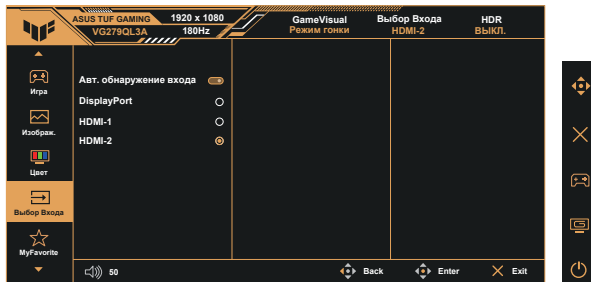 ASUS TUF GAMING 1920 x 1080 GameVisual Выбор Входа HDR
VG279QL3A 180Hz Режим гонки HDMI-2 ВЫКЛ.
Игра
Изображ.
Цвет
Выбор Входа
MyFavorite
Авт. обнаружение входа
DisplayPort
HDMI-1
HDMI-2
50 Back Enter Exit